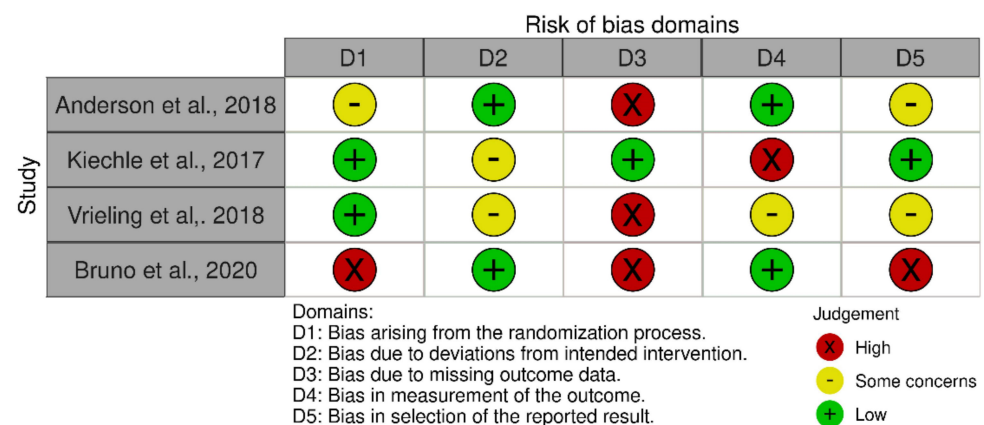 Risk of bias domains
D1 D2 D3 D4 D5
Study
Anderson et al., 2018 - + X + -
Kiechle et al., 2017 + - + X +
Vrieling et al,. 2018 + - X - -
Bruno et al., 2020 X + X + X
Domains:
D1: Bias arising from the randomization process.
D2: Bias due to deviations from intended intervention.
D3: Bias due to missing outcome data.
D4: Bias in measurement of the outcome.
D5: Bias in selection of the reported result.
Judgement
X High
- Some concerns
+ Low